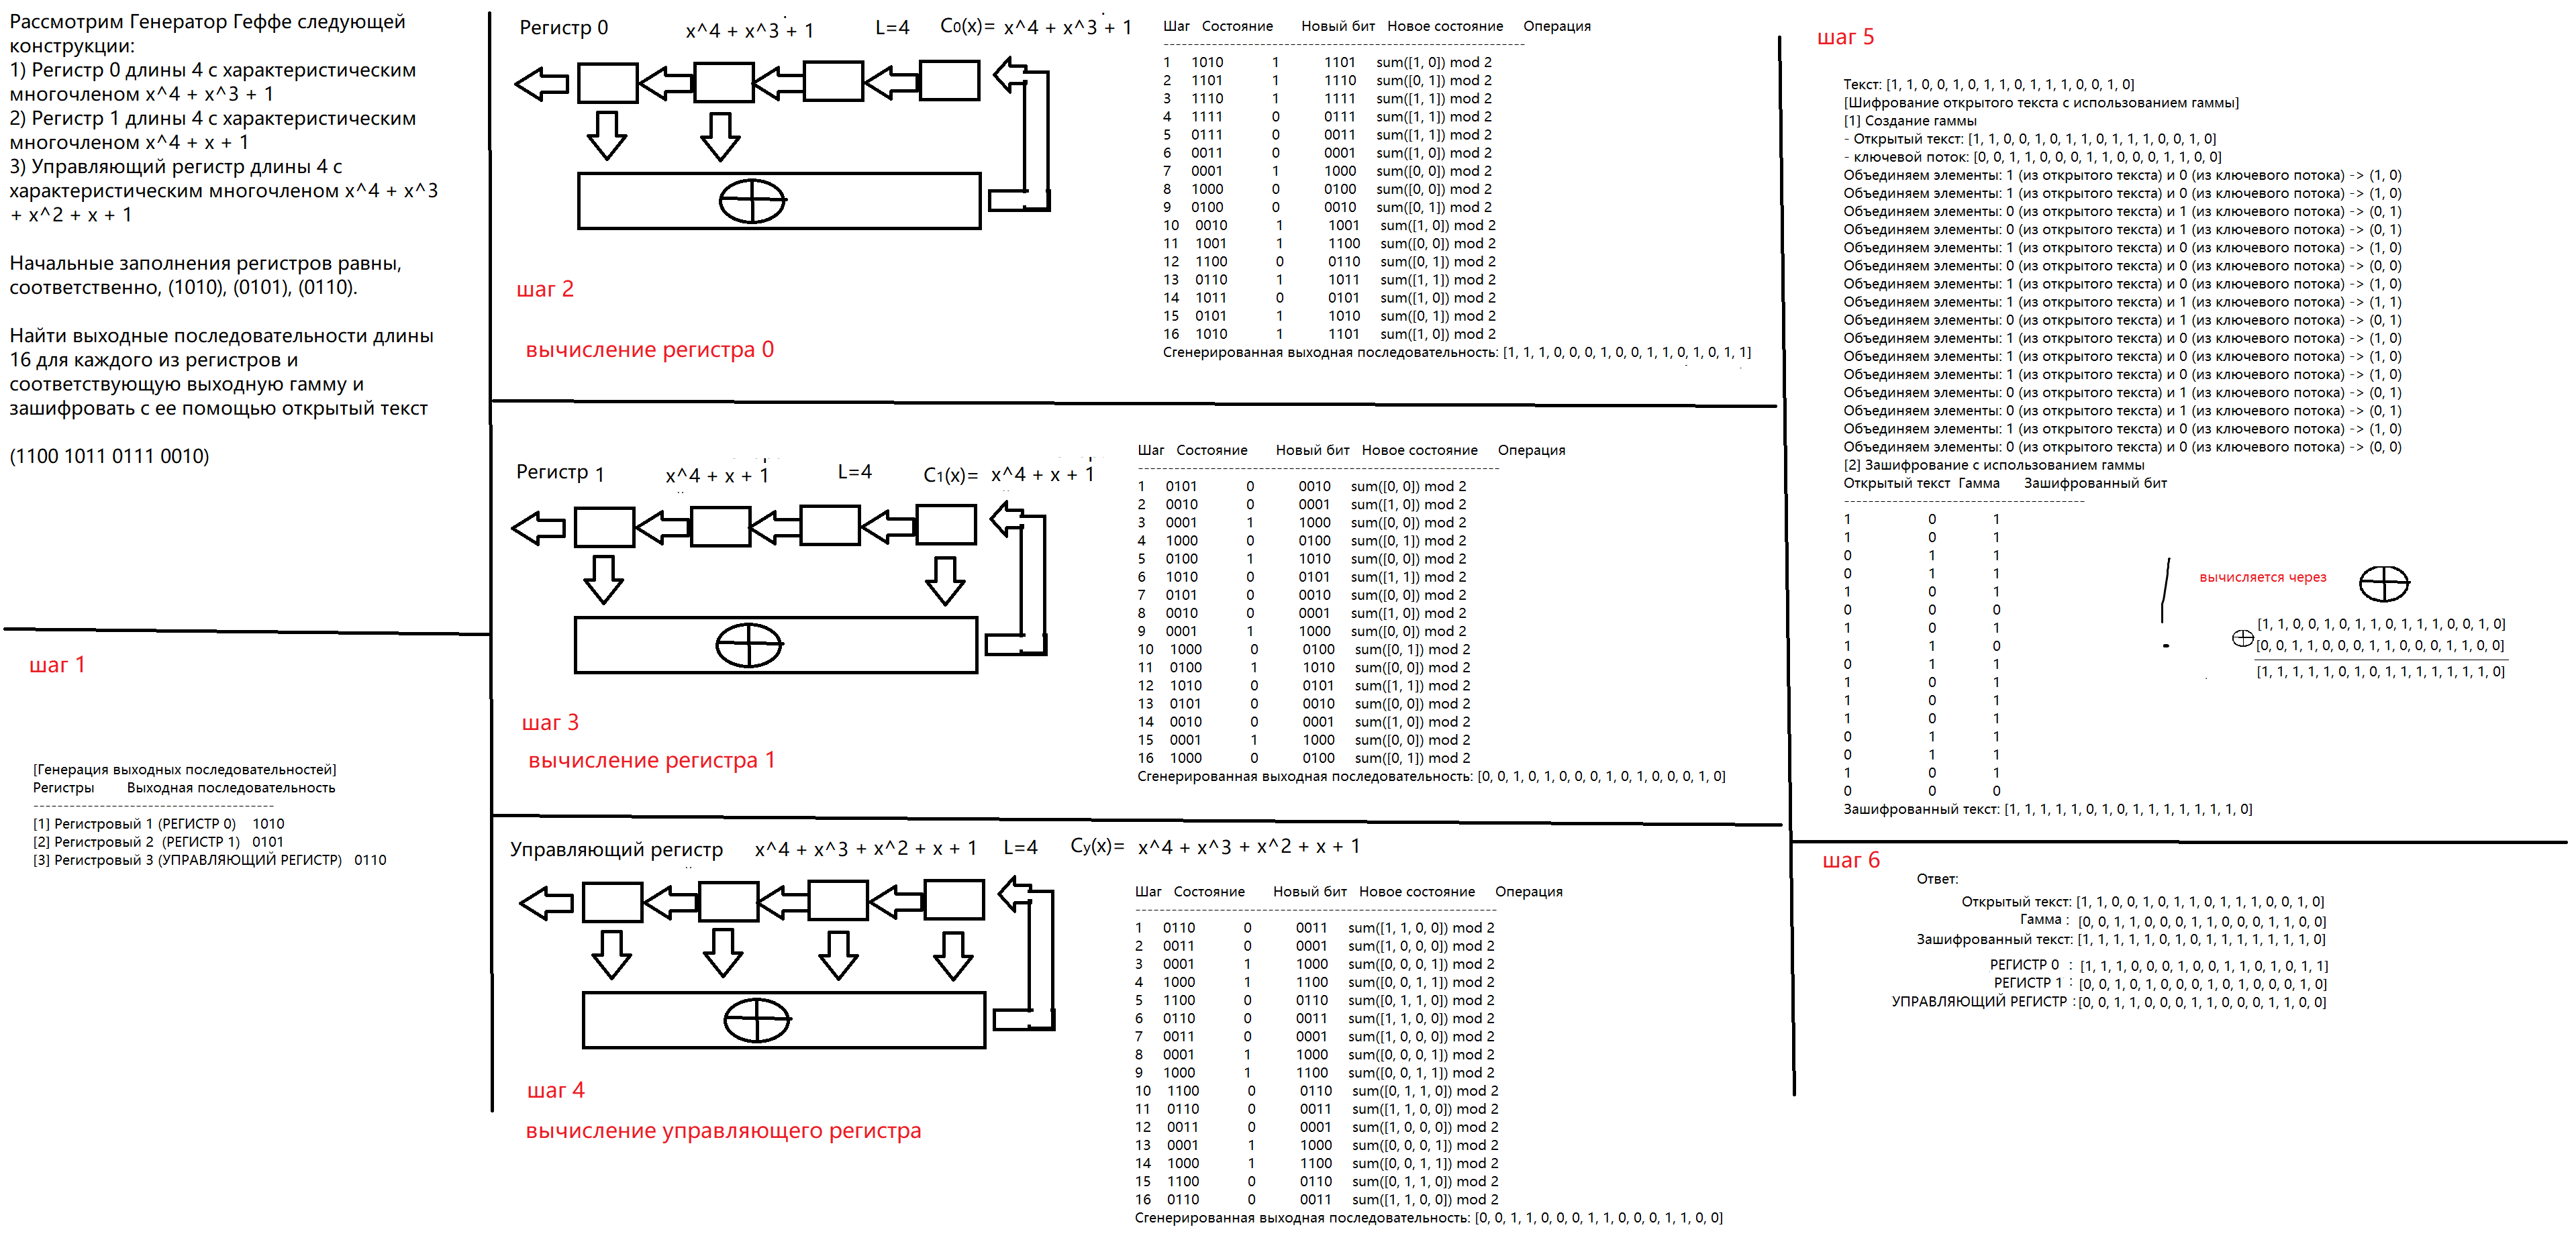 Рассмотрим Генератор Геффе следующей
конструкции:
1) Регистр 0 длины 4 с характеристическим
многочленом x^4 + x^3 + 1
2) Регистр 1 длины 4 с характеристическим
многочленом x^4 + x + 1
3) Управляющий регистр длины 4 с
характеристическим многочленом x^4 + x^3
+ x^2 + x + 1
Начальные заполнения регистров равны,
соответственно, (1010), (0101), (0110).
Найти выходные последовательности длины
16 для каждого из регистров и
соответствующую выходную гамму и
зашифровать с ее помощью открытый текст
(1100 1011 0111 0010)
шаг 1
[Генерация выходных последовательностей]
Регистры Выходная последовательность
----------------------------------------
[1] Регистровый 1 (РЕГИСТР 0) 1010
[2] Регистровый 2 (РЕГИСТР 1) 0101
[3] Регистровый 3 (УПРАВЛЯЮЩИЙ РЕГИСТР) 0110
Регистр 0 x^4 + x^3 + 1 L=4 C0(x)= x^4 + x^3 + 1
шаг 2
вычисление регистра 0
Шаг Состояние Новый бит Новое состояние Операция
------------------------------------------------------------
1 1010 1 1101 sum([1, 0]) mod 2
2 1101 1 1110 sum([0, 1]) mod 2
3 1110 1 1111 sum([1, 1]) mod 2
4 1111 0 0111 sum([1, 1]) mod 2
5 0111 0 0011 sum([1, 1]) mod 2
6 0011 0 0001 sum([1, 0]) mod 2
7 0001 1 1000 sum([0, 0]) mod 2
8 1000 0 0100 sum([0, 0]) mod 2
9 0100 0 0010 sum([0, 1]) mod 2
10 0010 1 1001 sum([1, 0]) mod 2
11 1001 1 1100 sum([0, 0]) mod 2
12 1100 0 0110 sum([0, 1]) mod 2
13 0110 1 1011 sum([1, 1]) mod 2
14 1011 0 0101 sum([1, 0]) mod 2
15 0101 1 1010 sum([0, 1]) mod 2
16 1010 1 1101 sum([1, 0]) mod 2
Сгенерированная выходная последовательность: [1, 1, 1, 0, 0, 0, 1, 0, 0, 1, 1, 0, 1, 0, 1, 1]
Регистр 1 x^4 + x + 1 L=4 C1(x)= x^4 + x + 1
шаг 3
вычисление регистра 1
Шаг Состояние Новый бит Новое состояние Операция
------------------------------------------------------------
1 0101 0 0010 sum([0, 0]) mod 2
2 0010 0 0001 sum([1, 0]) mod 2
3 0001 1 1000 sum([0, 0]) mod 2
4 1000 0 0100 sum([0, 1]) mod 2
5 0100 1 1010 sum([0, 0]) mod 2
6 1010 0 0101 sum([1, 1]) mod 2
7 0101 0 0010 sum([0, 0]) mod 2
8 0010 0 0001 sum([1, 0]) mod 2
9 0001 1 1000 sum([0, 0]) mod 2
10 1000 0 0100 sum([0, 1]) mod 2
11 0100 1 1010 sum([0, 0]) mod 2
12 1010 0 0101 sum([1, 1]) mod 2
13 0101 0 0010 sum([0, 0]) mod 2
14 0010 0 0001 sum([1, 0]) mod 2
15 0001 1 1000 sum([0, 0]) mod 2
16 1000 0 0100 sum([0, 1]) mod 2
Сгенерированная выходная последовательность: [0, 0, 1, 0, 1, 0, 0, 0, 1, 0, 1, 0, 0, 0, 1, 0]
Управляющий регистр x^4 + x^3 + x^2 + x + 1 L=4 Cy(x)= x^4 + x^3 + x^2 + x + 1
шаг 4
вычисление управляющего регистра
Шаг Состояние Новый бит Новое состояние Операция
------------------------------------------------------------
1 0110 0 0011 sum([1, 1, 0, 0]) mod 2
2 0011 0 0001 sum([1, 0, 0, 0]) mod 2
3 0001 1 1000 sum([0, 0, 0, 1]) mod 2
4 1000 1 1100 sum([0, 0, 1, 1]) mod 2
5 1100 0 0110 sum([0, 1, 1, 0]) mod 2
6 0110 0 0011 sum([1, 1, 0, 0]) mod 2
7 0011 0 0001 sum([1, 0, 0, 0]) mod 2
8 0001 1 1000 sum([0, 0, 0, 1]) mod 2
9 1000 1 1100 sum([0, 0, 1, 1]) mod 2
10 1100 0 0110 sum([0, 1, 1, 0]) mod 2
11 0110 0 0011 sum([1, 1, 0, 0]) mod 2
12 0011 0 0001 sum([1, 0, 0, 0]) mod 2
13 0001 1 1000 sum([0, 0, 0, 1]) mod 2
14 1000 1 1100 sum([0, 0, 1, 1]) mod 2
15 1100 0 0110 sum([0, 1, 1, 0]) mod 2
16 0110 0 0011 sum([1, 1, 0, 0]) mod 2
Сгенерированная выходная последовательность: [0, 0, 1, 1, 0, 0, 0, 1, 1, 0, 0, 0, 1, 1, 0, 0]
шаг 5
Текст: [1, 1, 0, 0, 1, 0, 1, 1, 0, 1, 1, 1, 0, 0, 1, 0]
[Шифрование открытого текста с использованием гаммы]
[1] Создание гаммы
- Открытый текст: [1, 1, 0, 0, 1, 0, 1, 1, 0, 1, 1, 1, 0, 0, 1, 0]
- ключевой поток: [0, 0, 1, 1, 0, 0, 0, 1, 1, 0, 0, 0, 1, 1, 0, 0]
Объединяем элементы: 1 (из открытого текста) и 0 (из ключевого потока) -> (1, 0)
Объединяем элементы: 1 (из открытого текста) и 0 (из ключевого потока) -> (1, 0)
Объединяем элементы: 0 (из открытого текста) и 1 (из ключевого потока) -> (0, 1)
Объединяем элементы: 0 (из открытого текста) и 1 (из ключевого потока) -> (0, 1)
Объединяем элементы: 1 (из открытого текста) и 0 (из ключевого потока) -> (1, 0)
Объединяем элементы: 0 (из открытого текста) и 0 (из ключевого потока) -> (0, 0)
Объединяем элементы: 1 (из открытого текста) и 0 (из ключевого потока) -> (1, 0)
Объединяем элементы: 1 (из открытого текста) и 1 (из ключевого потока) -> (1, 1)
Объединяем элементы: 0 (из открытого текста) и 1 (из ключевого потока) -> (0, 1)
Объединяем элементы: 1 (из открытого текста) и 0 (из ключевого потока) -> (1, 0)
Объединяем элементы: 1 (из открытого текста) и 0 (из ключевого потока) -> (1, 0)
Объединяем элементы: 1 (из открытого текста) и 0 (из ключевого потока) -> (1, 0)
Объединяем элементы: 0 (из открытого текста) и 1 (из ключевого потока) -> (0, 1)
Объединяем элементы: 0 (из открытого текста) и 1 (из ключевого потока) -> (0, 1)
Объединяем элементы: 1 (из открытого текста) и 0 (из ключевого потока) -> (1, 0)
Объединяем элементы: 0 (из открытого текста) и 0 (из ключевого потока) -> (0, 0)
[2] Зашифрование с использованием гаммы
Открытый текст Гамма Зашифрованный бит
----------------------------------------
1 0 1
1 0 1
0 1 1
0 1 1
1 0 1
0 0 0
1 0 1
1 1 0
0 1 1
1 0 1
1 0 1
1 0 1
0 1 1
0 1 1
1 0 1
0 0 0
Зашифрованный текст: [1, 1, 1, 1, 1, 0, 1, 0, 1, 1, 1, 1, 1, 1, 1, 0]
вычисляется через
[1, 1, 0, 0, 1, 0, 1, 1, 0, 1, 1, 1, 0, 0, 1, 0]
[0, 0, 1, 1, 0, 0, 0, 1, 1, 0, 0, 0, 1, 1, 0, 0]
[1, 1, 1, 1, 1, 0, 1, 0, 1, 1, 1, 1, 1, 1, 1, 0]
шаг 6
Ответ:
Открытый текст: [1, 1, 0, 0, 1, 0, 1, 1, 0, 1, 1, 1, 0, 0, 1, 0]
Гамма : [0, 0, 1, 1, 0, 0, 0, 1, 1, 0, 0, 0, 1, 1, 0, 0]
Зашифрованный текст: [1, 1, 1, 1, 1, 0, 1, 0, 1, 1, 1, 1, 1, 1, 1, 0]
РЕГИСТР 0 : [1, 1, 1, 0, 0, 0, 1, 0, 0, 1, 1, 0, 1, 0, 1, 1]
РЕГИСТР 1 : [0, 0, 1, 0, 1, 0, 0, 0, 1, 0, 1, 0, 0, 0, 1, 0]
УПРАВЛЯЮЩИЙ РЕГИСТР : [0, 0, 1, 1, 0, 0, 0, 1, 1, 0, 0, 0, 1, 1, 0, 0]